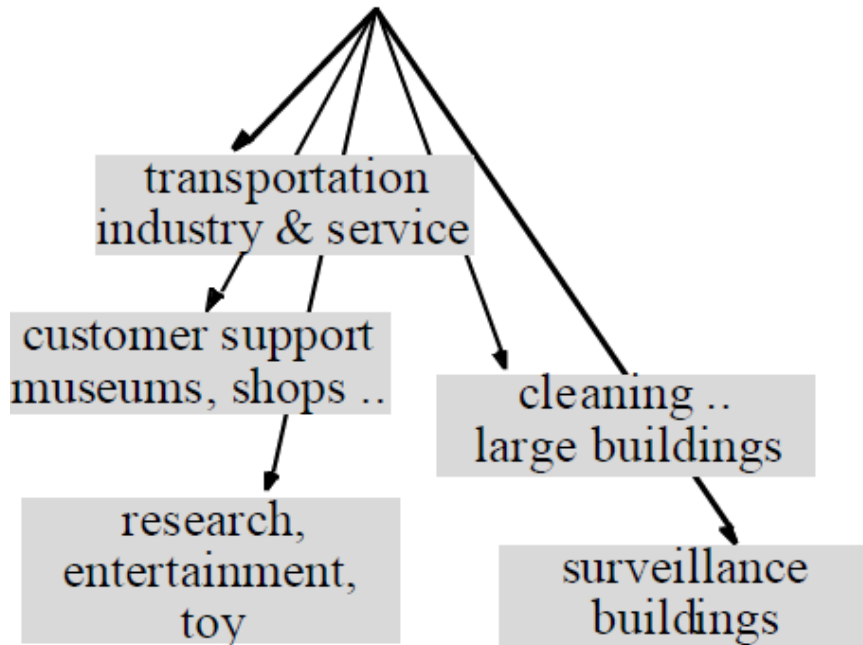 transportation
industry & service
customer support
museums, shops ..
cleaning ..
large buildings
research,
entertainment,
toy
surveillance
buildings